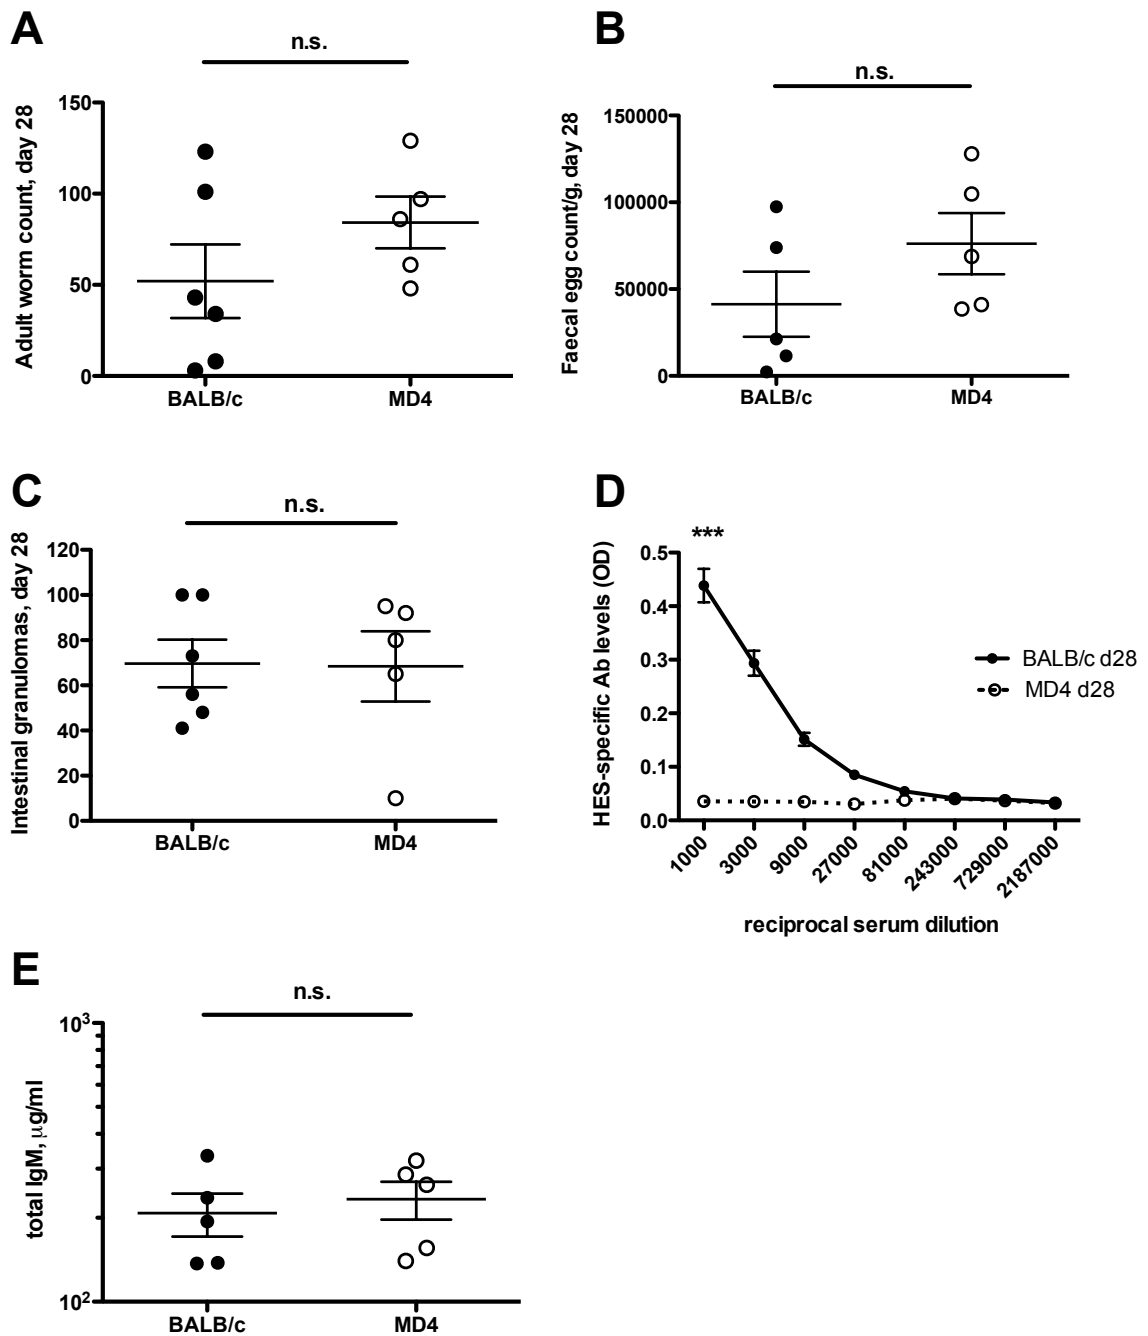 A
n.s.
Adult worm count, day 28
150
100
50
0
BALB/c
MD4
B
n.s.
Faecal egg count/g, day 28
150000
100000
50000
0
BALB/c
MD4
C
n.s.
Intestinal granulomas, day 28
120
100
80
60
40
20
0
BALB/c
MD4
D
***
HES-specific Ab levels (OD)
0.5
0.4
0.3
0.2
0.1
0.0
1000
3000
9000
27000
81000
243000
729000
2187000
reciprocal serum dilution
BALB/c d28
MD4 d28
E
n.s.
total IgM, μg/ml
10³
10²
BALB/c
MD4